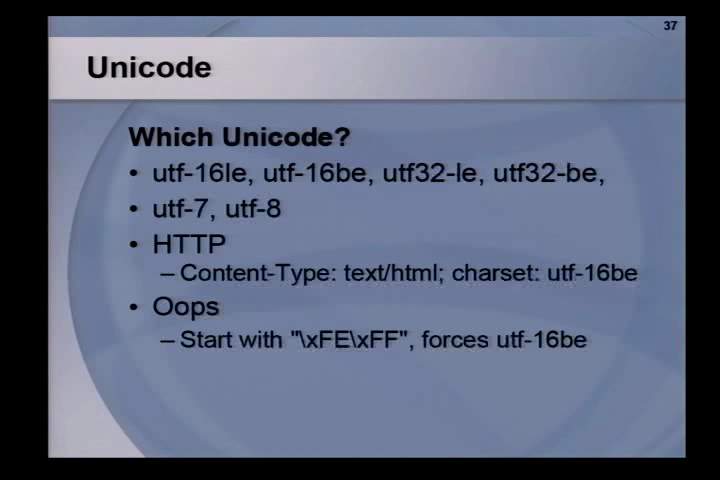 37
Unicode
Which Unicode?
• utf-16le, utf-16be, utf32-le, utf32-be,
• utf-7, utf-8
• HTTP
– Content-Type: text/html; charset: utf-16be
• Oops
– Start with "\xFE\xFF", forces utf-16be